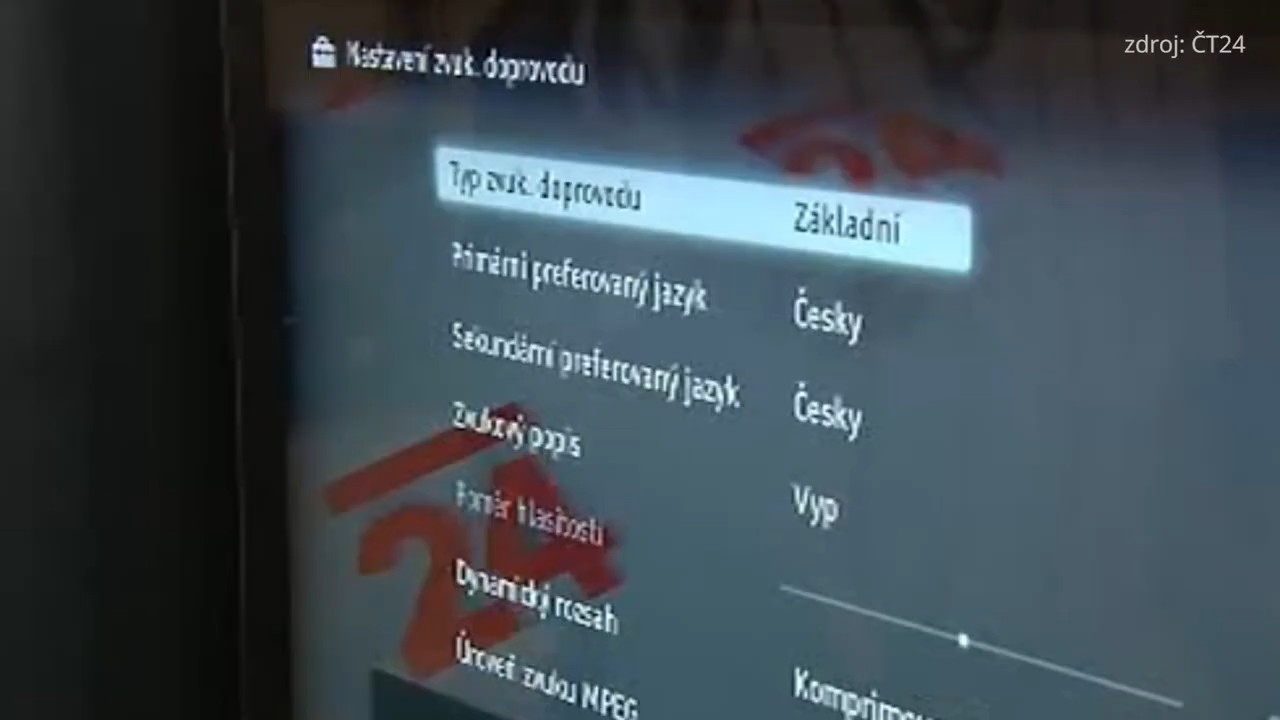 zdroj: ČT24
Nastavení zvuk. doprovodu
Typ zvuk. doprovodu Základní
Primární preferovaný jazyk Česky
Sekundární preferovaný jazyk Česky
Zvukový popis Vyp
Poměr hlasitosti
Dynamický rozsah
Úroveň zvuku MPEG
24